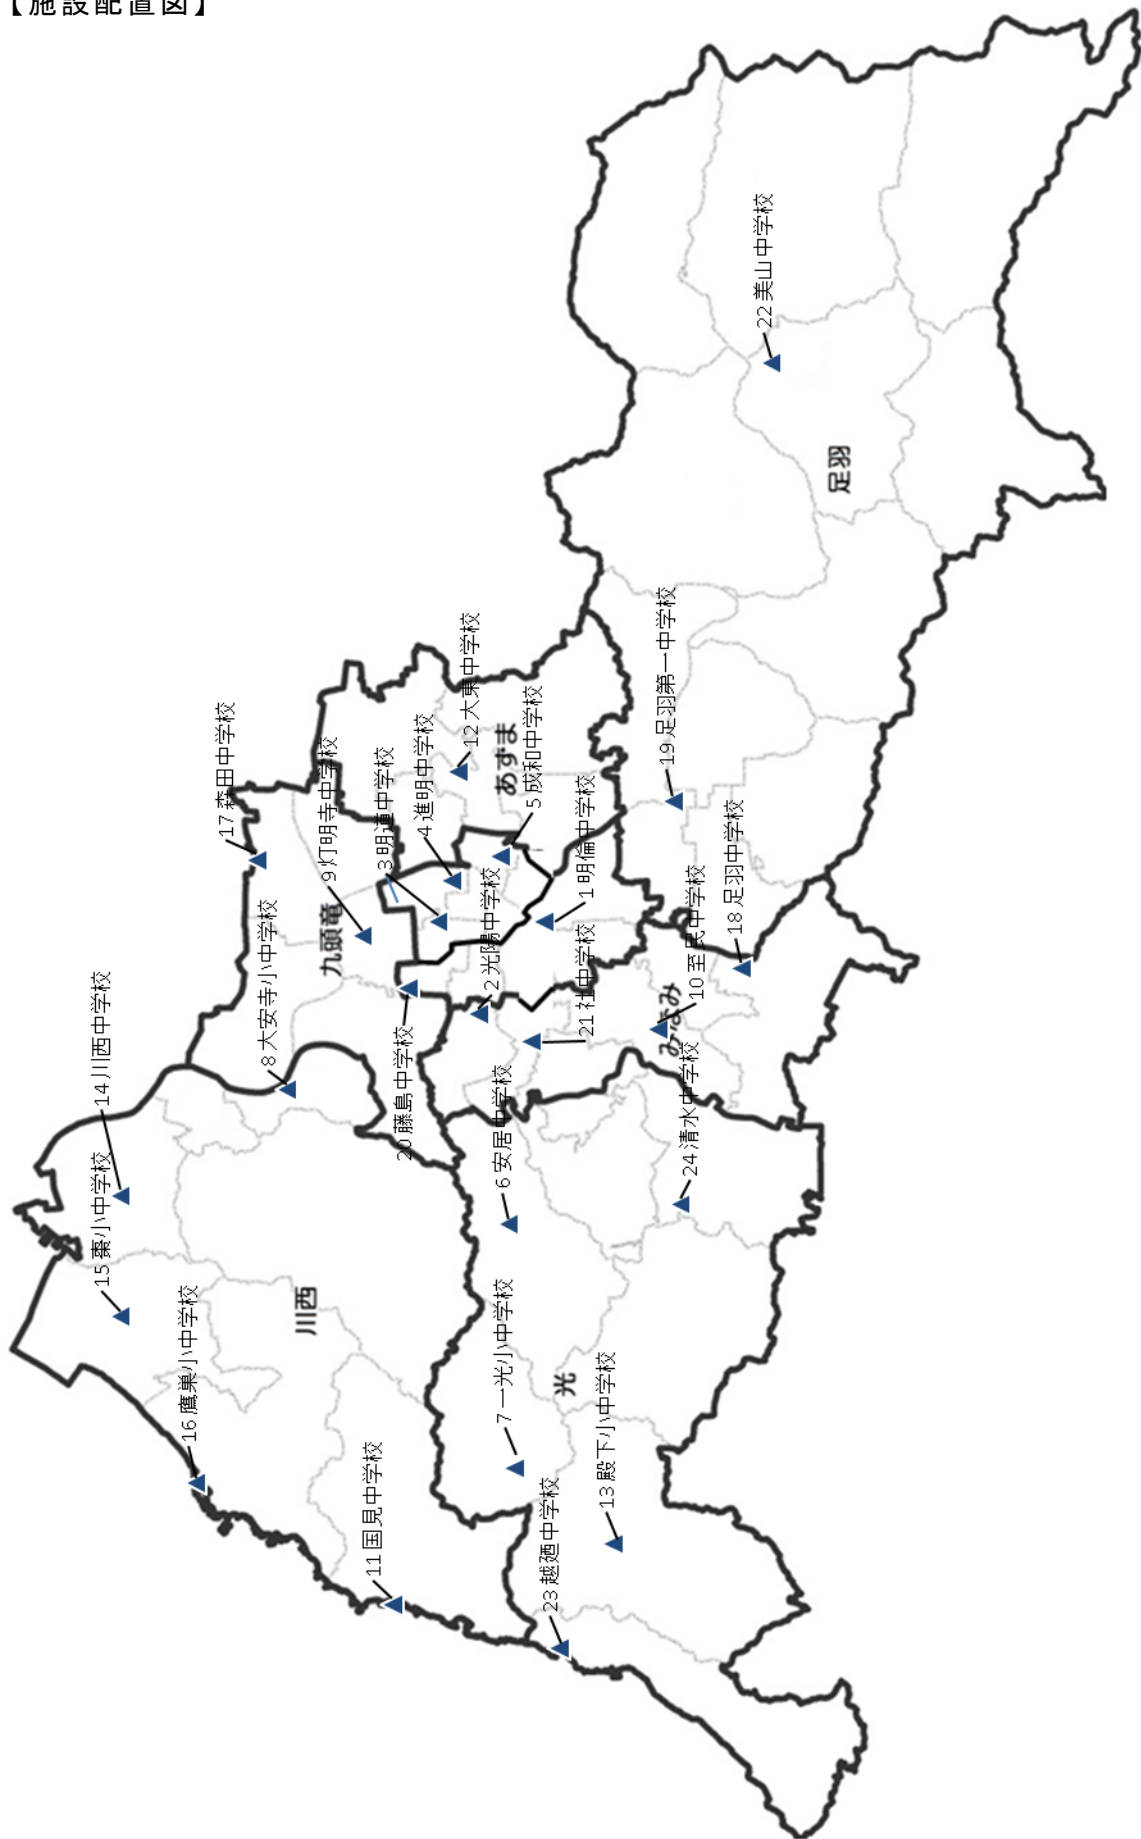 【施設配置図】
22 美山中学校
足羽
19 足羽第一中学校
12 大東中学校
あずま
5 成和中学校
17 森田中学校
9 灯明寺中学校
3 明道中学校
4 進明中学校
1 明倫中学校
18 足羽中学校
九頭竜
8 大安寺小中学校
2 光陽中学校
21 社中学校
10 至民中学校
みなみ
14 川西中学校
20 藤島中学校
6 安居中学校
24 清水中学校
15 棗小中学校
川西
16 鷹巣小中学校
7 一光小中学校
光
13 殿下小中学校
11 国見中学校
23 越廼中学校